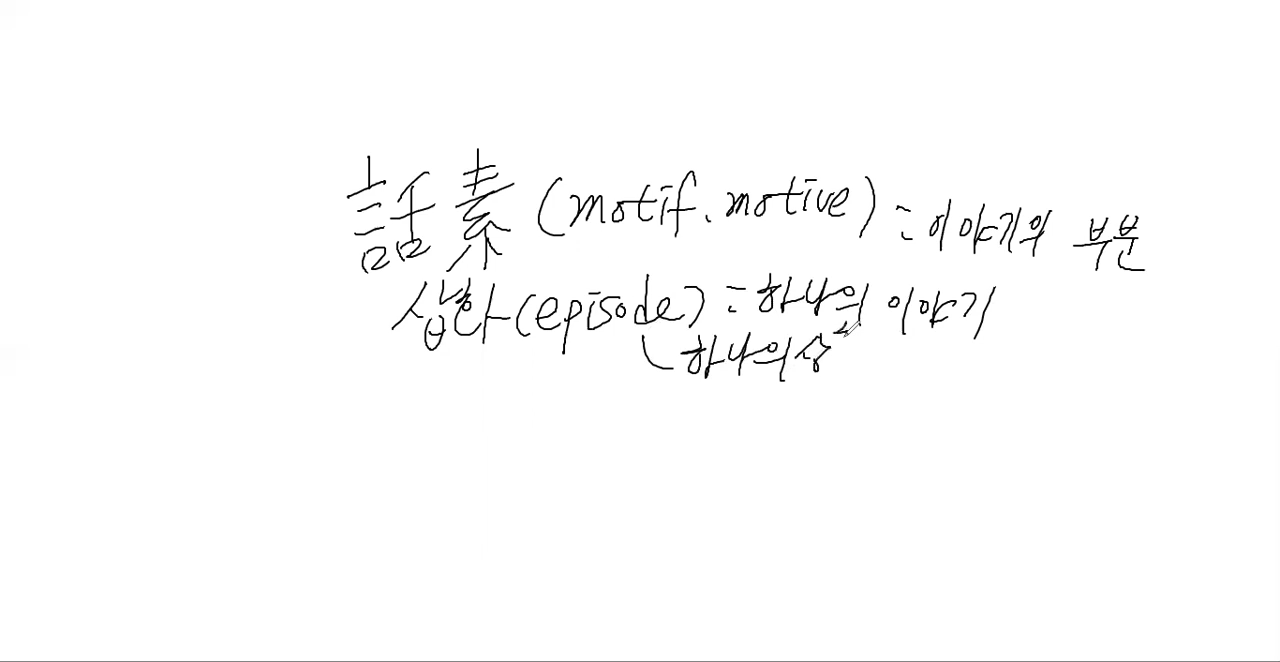 話素 (motif. motive) : 이야기의 부분
삽화 (episode) : 하나의 이야기
하나의